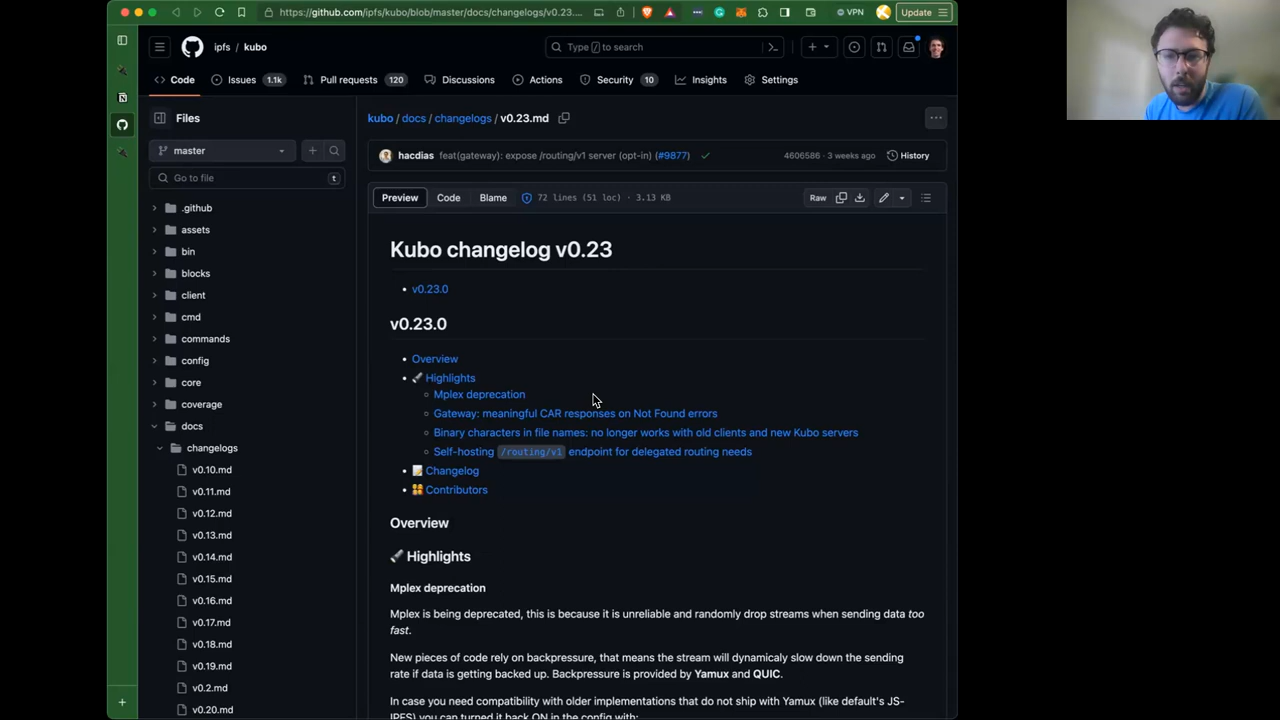 https://github.com/ipfs/kubo/blob/master/docs/changelogs/v0.23....
VPN
Update
ipfs / kubo
Type / to search
Code
Issues 1.1k
Pull requests 120
Discussions
Actions
Security 10
Insights
Settings
Files
master
Go to file t
.github
assets
bin
blocks
client
cmd
commands
config
core
coverage
docs
changelogs
v0.10.md
v0.11.md
v0.12.md
v0.13.md
v0.14.md
v0.15.md
v0.16.md
v0.17.md
v0.18.md
v0.19.md
v0.2.md
v0.20.md
kubo / docs / changelogs / v0.23.md
hacdias feat(gateway): expose /routing/v1 server (opt-in) (#9877)
4606586 · 3 weeks ago
History
Preview
Code
Blame
72 lines (51 loc) · 3.13 KB
Raw
Kubo changelog v0.23
• v0.23.0
v0.23.0
• Overview
• 🔦 Highlights
◦ Mplex deprecation
◦ Gateway: meaningful CAR responses on Not Found errors
◦ Binary characters in file names: no longer works with old clients and new Kubo servers
◦ Self-hosting /routing/v1 endpoint for delegated routing needs
• 📝 Changelog
• 👨‍👩‍👧‍👦 Contributors
Overview
🔦 Highlights
Mplex deprecation
Mplex is being deprecated, this is because it is unreliable and randomly drop streams when sending data too
fast.
New pieces of code rely on backpressure, that means the stream will dynamicaly slow down the sending
rate if data is getting backed up. Backpressure is provided by Yamux and QUIC.
In case you need compatibility with older implementations that do not ship with Yamux (like default's JS-
IPFS) you can turned it back ON in the config with: